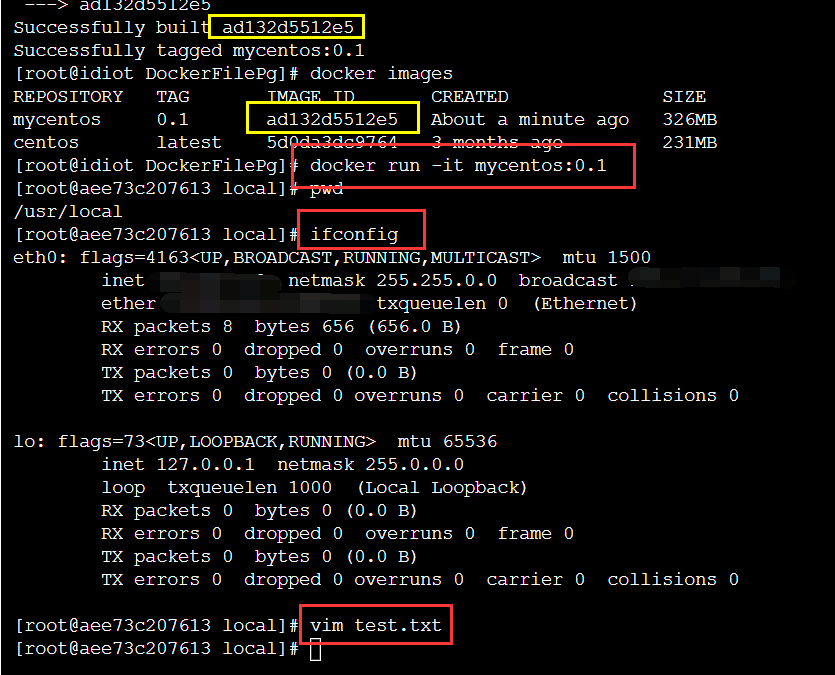 ---> ad132d5512e5
Successfully built ad132d5512e5
Successfully tagged mycentos:0.1
[root@idiot DockerFilePg]# docker images
REPOSITORY TAG IMAGE ID CREATED SIZE
mycentos 0.1 ad132d5512e5 About a minute ago 326MB
centos latest 5d0da3dc9764 3 months ago 231MB
[root@idiot DockerFilePg]# docker run -it mycentos:0.1
[root@aee73c207613 local]# pwd
/usr/local
[root@aee73c207613 local]# ifconfig
eth0: flags=4163<UP,BROADCAST,RUNNING,MULTICAST> mtu 1500
inet netmask 255.255.0.0 broadcast
ether txqueuelen 0 (Ethernet)
RX packets 8 bytes 656 (656.0 B)
RX errors 0 dropped 0 overruns 0 frame 0
TX packets 0 bytes 0 (0.0 B)
TX errors 0 dropped 0 overruns 0 carrier 0 collisions 0
lo: flags=73<UP,LOOPBACK,RUNNING> mtu 65536
inet 127.0.0.1 netmask 255.0.0.0
loop txqueuelen 1000 (Local Loopback)
RX packets 0 bytes 0 (0.0 B)
RX errors 0 dropped 0 overruns 0 frame 0
TX packets 0 bytes 0 (0.0 B)
TX errors 0 dropped 0 overruns 0 carrier 0 collisions 0
[root@aee73c207613 local]# vim test.txt
[root@aee73c207613 local]#